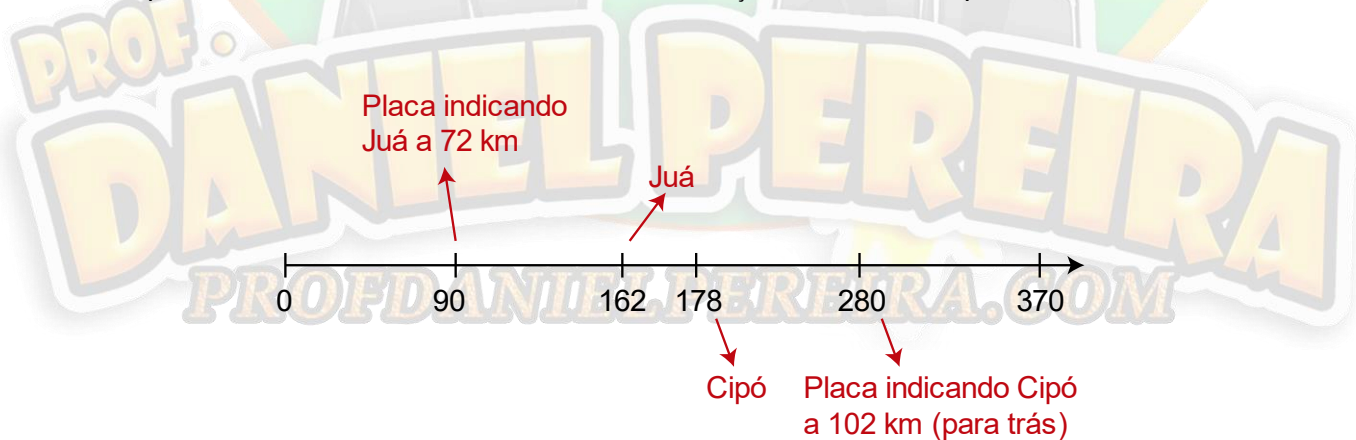 PROF.
DANIEL PEREIRA
Placa indicando
Juá a 72 km
Juá
0 90 162 178 280 370
PROFDANIELPEREIRA.COM
Cipó
Placa indicando Cipó
a 102 km (para trás)